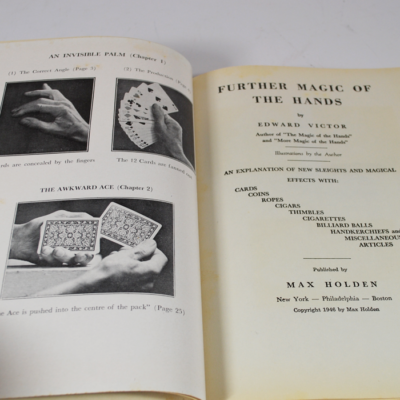 AN INVISIBLE PALM (Chapter 1)
(1) The Correct Angle (Page 5)
(2) The Production (Page
are concealed by the fingers
The 12 Cards are fanned
THE AWKWARD ACE (Chapter 2)
Ace is pushed into the centre of the pack" (Page 25)
FURTHER MAGIC OF
THE HANDS
by
EDWARD VICTOR
Author of "The Magic of the Hands"
and "More Magic of the Hands"
Illustrations by the Author
AN EXPLANATION OF NEW SLEIGHTS AND MAGICAL
EFFECTS WITH:
CARDS
COINS
ROPES
CIGARS
THIMBLES
CIGARETTES
BILLIARD BALLS
HANDKERCHIEFS and
MISCELLANEOUS
ARTICLES
Published by
MAX HOLDEN
New York — Philadelphia — Boston
Copyright 1946 by Max Holden